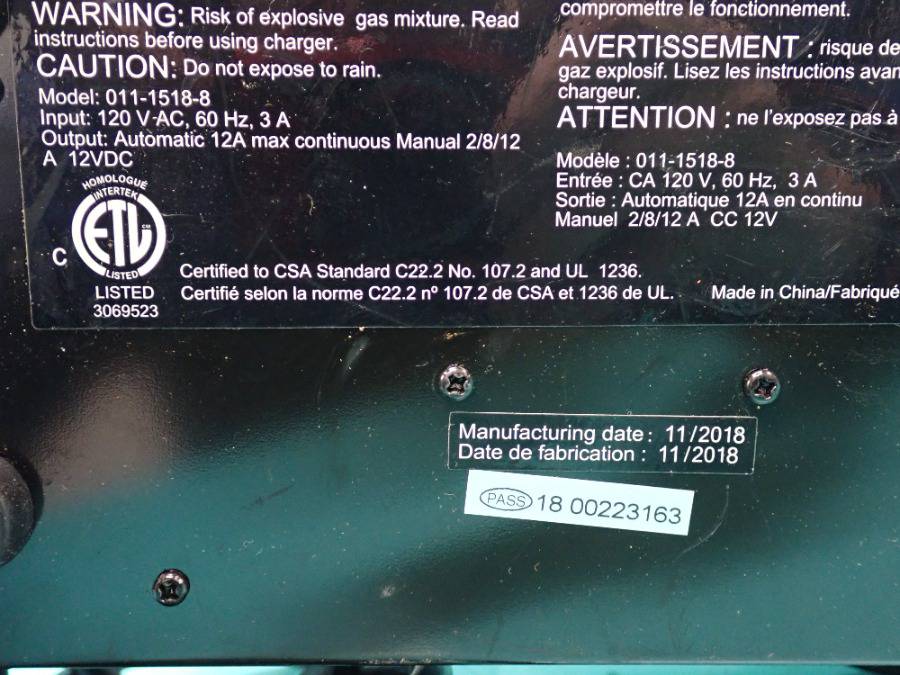 WARNING: Risk of explosive gas mixture. Read
instructions before using charger.
CAUTION: Do not expose to rain.
Model: 011-1518-8
Input: 120 V AC, 60 Hz, 3 A
Output: Automatic 12A max continuous Manual 2/8/12
A 12VDC
HOMOLOGUÉ
INTERTEK
ETL
CM
LISTED
C
LISTED
3069523
compromettre le fonctionnement.
AVERTISSEMENT : risque de
gaz explosif. Lisez les instructions avan
chargeur.
ATTENTION : ne l'exposez pas à
Modèle : 011-1518-8
Entrée : CA 120 V, 60 Hz, 3 A
Sortie : Automatique 12A en continu
Manuel 2/8/12 A CC 12V
Certified to CSA Standard C22.2 No. 107.2 and UL 1236.
Certifié selon la norme C22.2 nº 107.2 de CSA et 1236 de UL. Made in China/Fabriqué
Manufacturing date : 11/2018
Date de fabrication : 11/2018
PASS 18 00223163